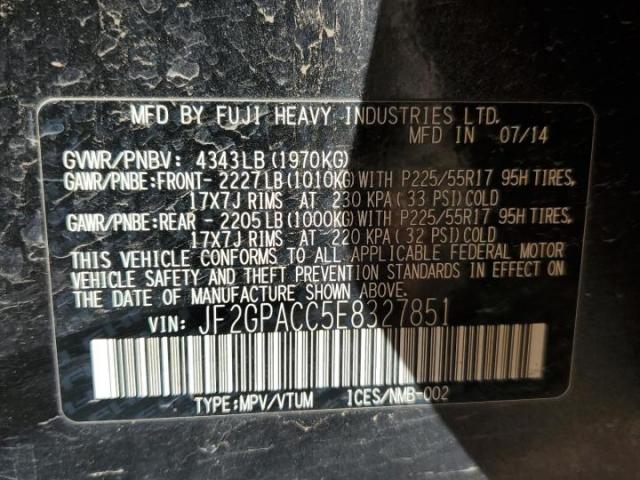 MFD BY FUJI HEAVY INDUSTRIES LTD.
MFD IN 07/14
GVWR/PNBV: 4343LB(1970KG)
GAWR/PNBE:FRONT- 2227LB(1010KG)WITH P225/55R17 95H TIRES,
17X7J RIMS AT 230 KPA(33 PSI)COLD
GAWR/PNBE:REAR - 2205LB(1000KG)WITH P225/55R17 95H TIRES,
17X7J RIMS AT 220 KPA(32 PSI)COLD
THIS VEHICLE CONFORMS TO ALL APPLICABLE FEDERAL MOTOR
VEHICLE SAFETY AND THEFT PREVENTION STANDARDS IN EFFECT ON
THE DATE OF MANUFACTURE SHOWN ABOVE.
VIN: JF2GPACC5E8327851
TYPE:MPV/VTUM ICES/NMB-002